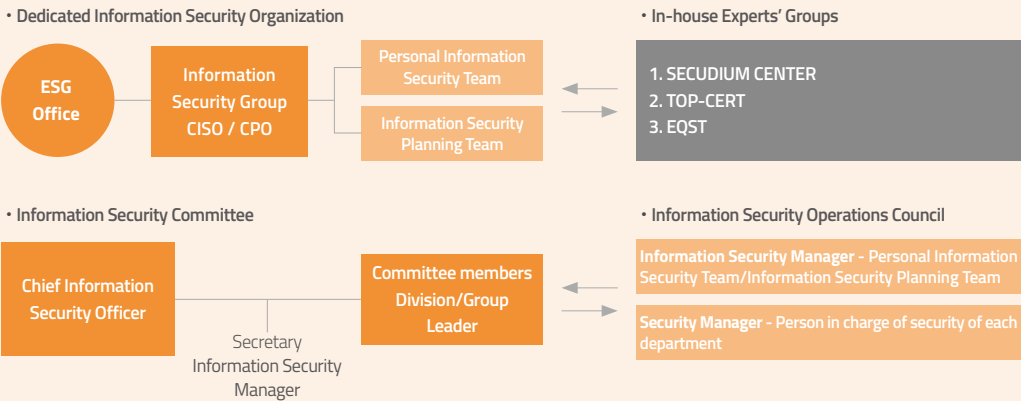 · Dedicated Information Security Organization
ESG
Office
Information
Security Group
CISO / CPO
Personal Information
Security Team
Information Security
Planning Team
· In-house Experts’ Groups
1. SECUDIUM CENTER
2. TOP-CERT
3. EQST
· Information Security Committee
Chief Information
Security Officer
Secretary
Information Security
Manager
Committee members
Division/Group
Leader
· Information Security Operations Council
Information Security Manager - Personal Information
Security Team/Information Security Planning Team
Security Manager - Person in charge of security of each
department